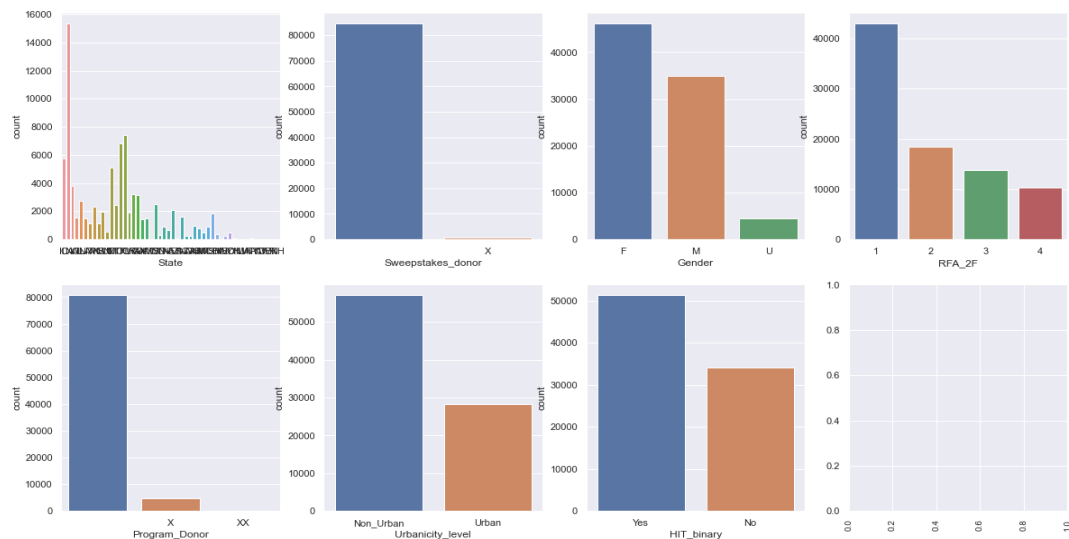 16000
14000
12000
10000
8000
6000
4000
2000
0
count
State
80000
70000
60000
50000
40000
30000
20000
10000
0
count
X
Sweepstakes_donor
40000
30000
20000
10000
0
count
F M U
Gender
40000
30000
20000
10000
0
count
1 2 3 4
RFA_2F
80000
70000
60000
50000
40000
30000
20000
10000
0
count
X XX
Program_Donor
50000
40000
30000
20000
10000
0
count
Non_Urban Urban
Urbanicity_level
50000
40000
30000
20000
10000
0
count
Yes No
HIT_binary
1.0
0.8
0.6
0.4
0.2
0.0
0.0 0.2 0.4 0.6 0.8 1.0